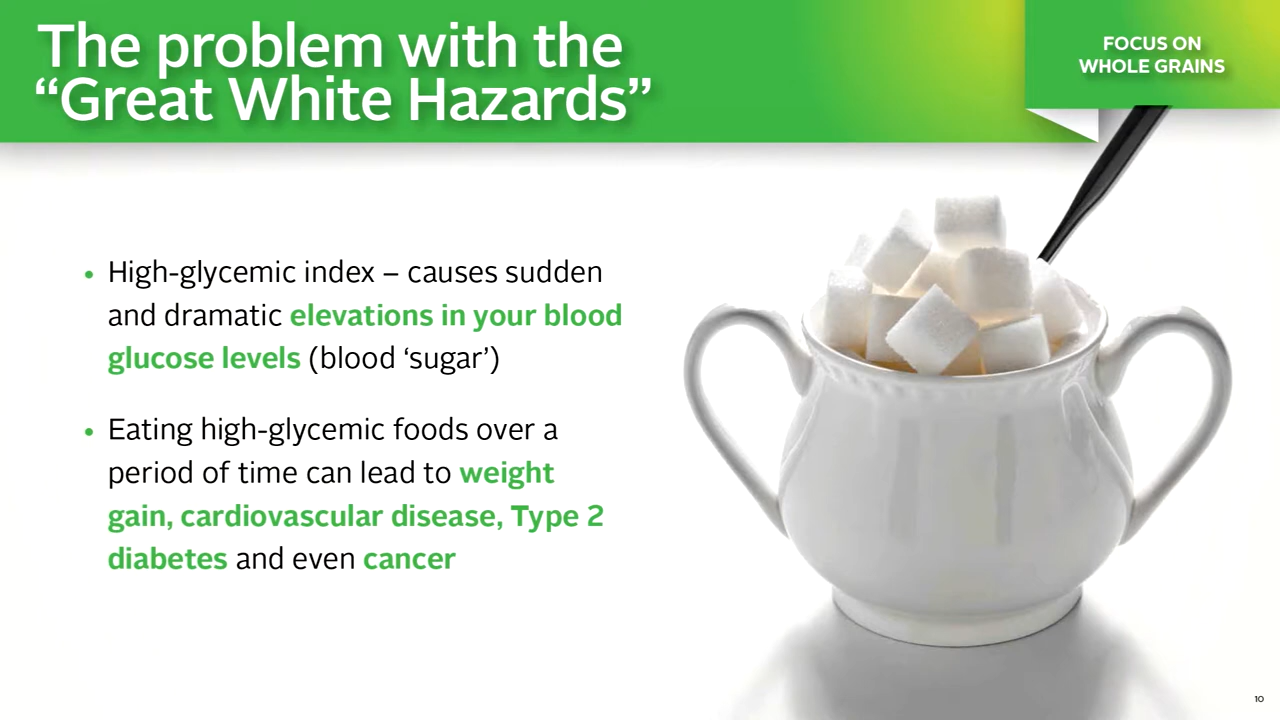 The problem with the
“Great White Hazards”
FOCUS ON
WHOLE GRAINS
• High-glycemic index – causes sudden
and dramatic elevations in your blood
glucose levels (blood ‘sugar’)
• Eating high-glycemic foods over a
period of time can lead to weight
gain, cardiovascular disease, Type 2
diabetes and even cancer
10